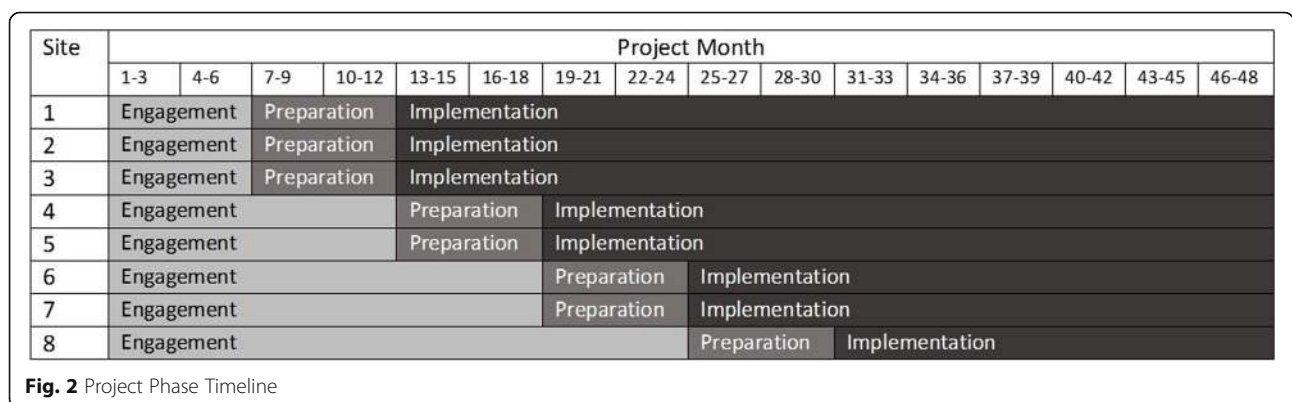 Site Project Month
1-3 4-6 7-9 10-12 13-15 16-18 19-21 22-24 25-27 28-30 31-33 34-36 37-39 40-42 43-45 46-48
1 Engagement Preparation Implementation
2 Engagement Preparation Implementation
3 Engagement Preparation Implementation
4 Engagement Preparation Implementation
5 Engagement Preparation Implementation
6 Engagement Preparation Implementation
7 Engagement Preparation Implementation
8 Engagement Preparation Implementation
Fig. 2 Project Phase Timeline